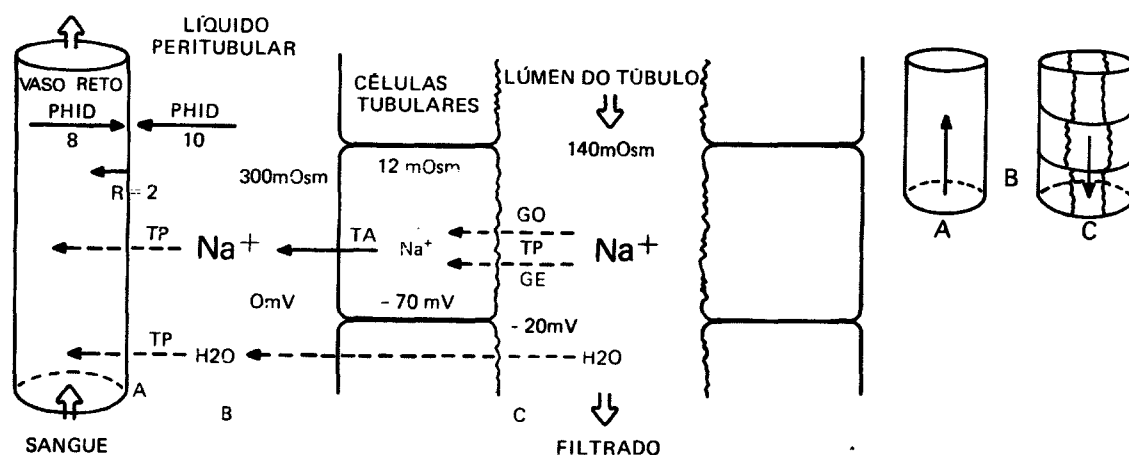 LÍQUIDO
PERITUBULAR
VASO RETO
PHID
8
PHID
10
R = 2
300mOsm
TP
Na+
0mV
TP
H2O
A
B
SANGUE
CÉLULAS
TUBULARES
12 mOsm
TA
Na+
- 70 mV
LÚMEN DO TÚBULO
140mOsm
GO
TP
GE
Na+
- 20mV
H2O
C
FILTRADO
A
B
C